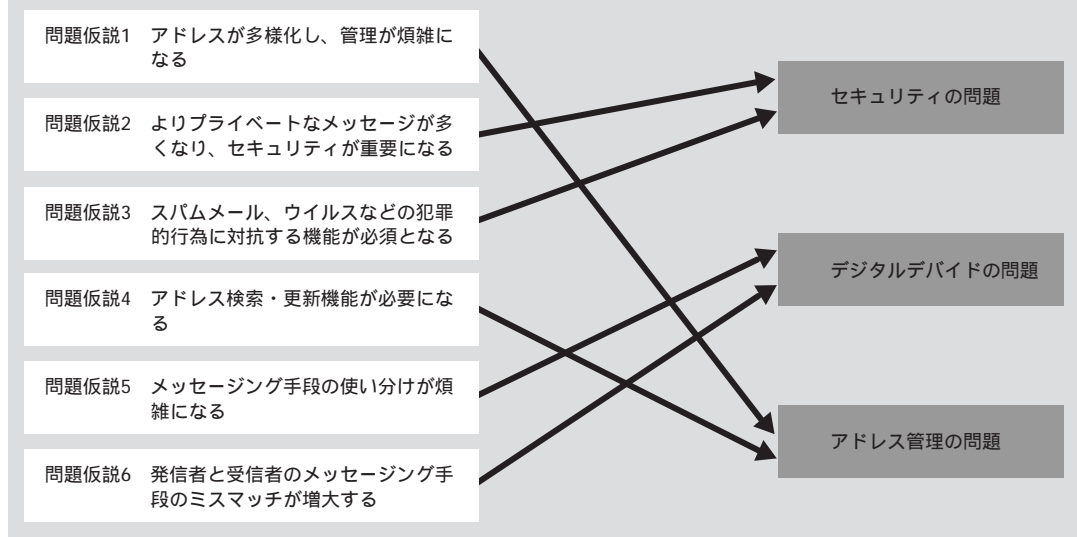 問題仮説1 アドレスが多様化し、管理が煩雑に
なる
問題仮説2 よりプライベートなメッセージが多
くなり、セキュリティが重要になる
問題仮説3 スパムメール、ウイルスなどの犯罪
的行為に対抗する機能が必須となる
問題仮説4 アドレス検索・更新機能が必要にな
る
問題仮説5 メッセージング手段の使い分けが煩
雑になる
問題仮説6 発信者と受信者のメッセージング手
段のミスマッチが増大する
セキュリティの問題
デジタルデバイドの問題
アドレス管理の問題